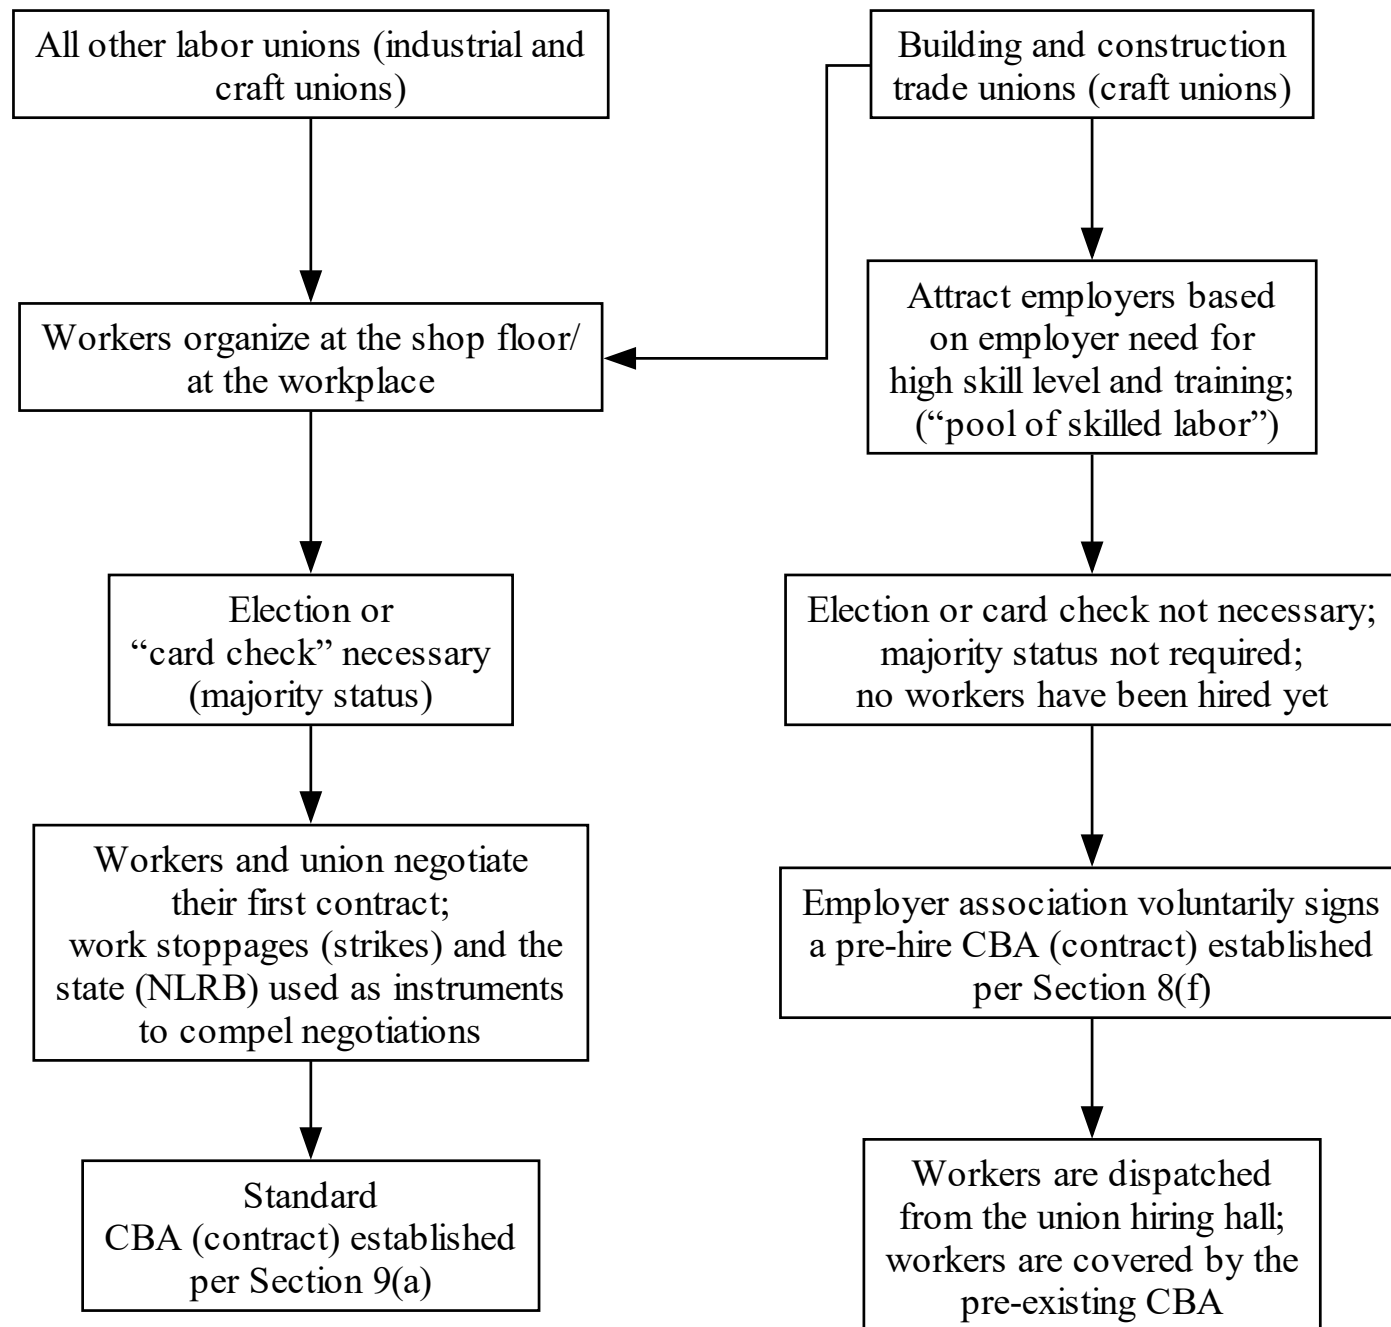 All other labor unions (industrial and
craft unions)
Building and construction
trade unions (craft unions)
Workers organize at the shop floor/
at the workplace
Attract employers based
on employer need for
high skill level and training;
(“pool of skilled labor”)
Election or
“card check” necessary
(majority status)
Election or card check not necessary;
majority status not required;
no workers have been hired yet
Workers and union negotiate
their first contract;
work stoppages (strikes) and the
state (NLRB) used as instruments
to compel negotiations
Employer association voluntarily signs
a pre-hire CBA (contract) established
per Section 8(f)
Standard
CBA (contract) established
per Section 9(a)
Workers are dispatched
from the union hiring hall;
workers are covered by the
pre-existing CBA